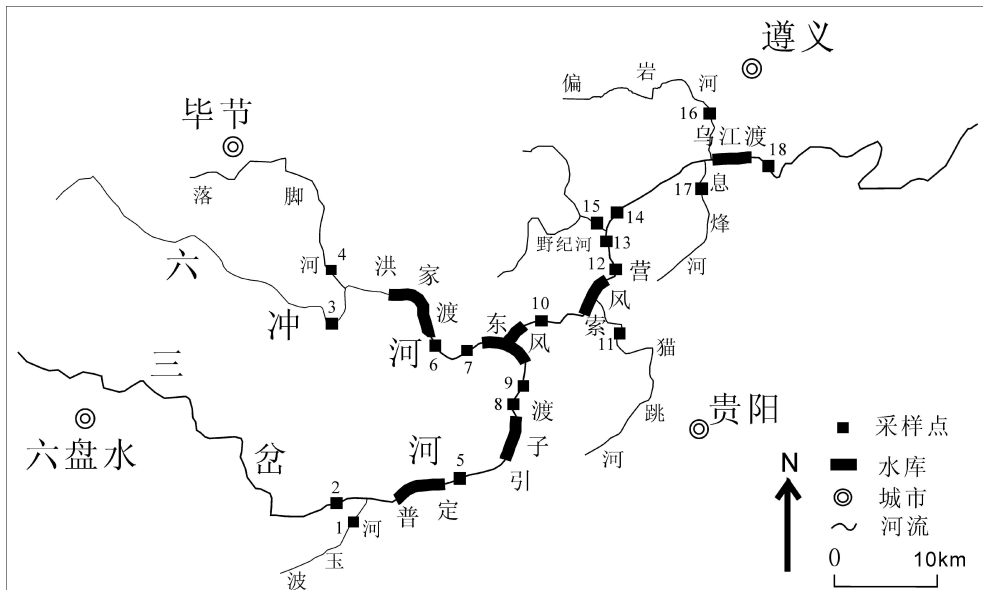 遵义
偏岩河
16
毕节
乌江渡
18
落脚河
17
息烽河
15
14
野纪河
13
4
洪家渡
12
营
六冲河
3
10
东风
索风
11
猫跳河
6
7
三岔河
9
8
渡
子
引
贵阳
六盘水
5
2
普定
1
波玉河
N
采样点
水库
城市
河流
0
10km